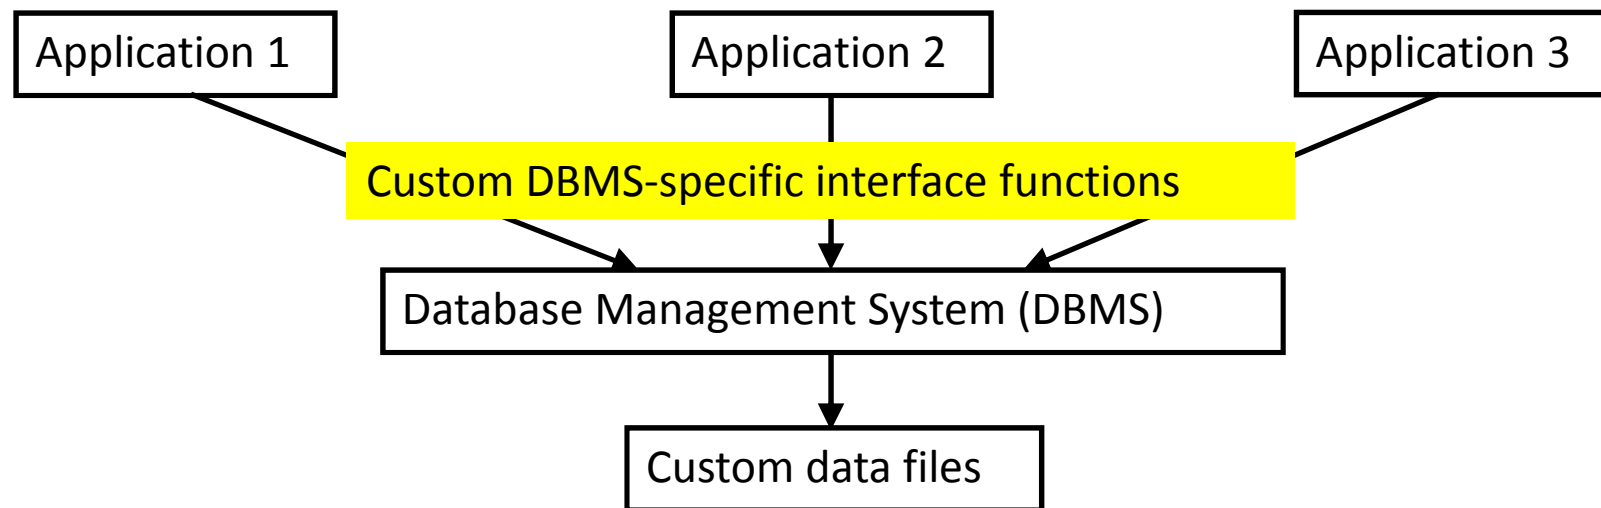 Application 1
Application 2
Application 3
Custom DBMS-specific interface functions
Database Management System (DBMS)
Custom data files